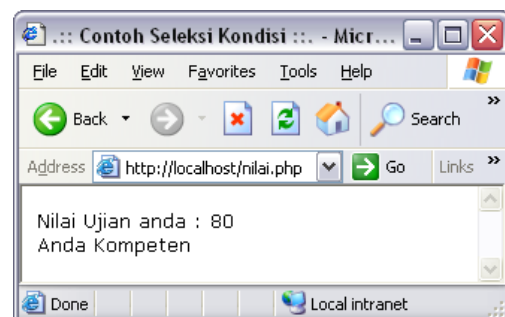 .::: Contoh Seleksi Kondisi :::. - Micr...
File Edit View Favorites Tools Help
Back Search »
Address http://localhost/nilai.php Go Links »
Nilai Ujian anda : 80
Anda Kompeten
Done Local intranet